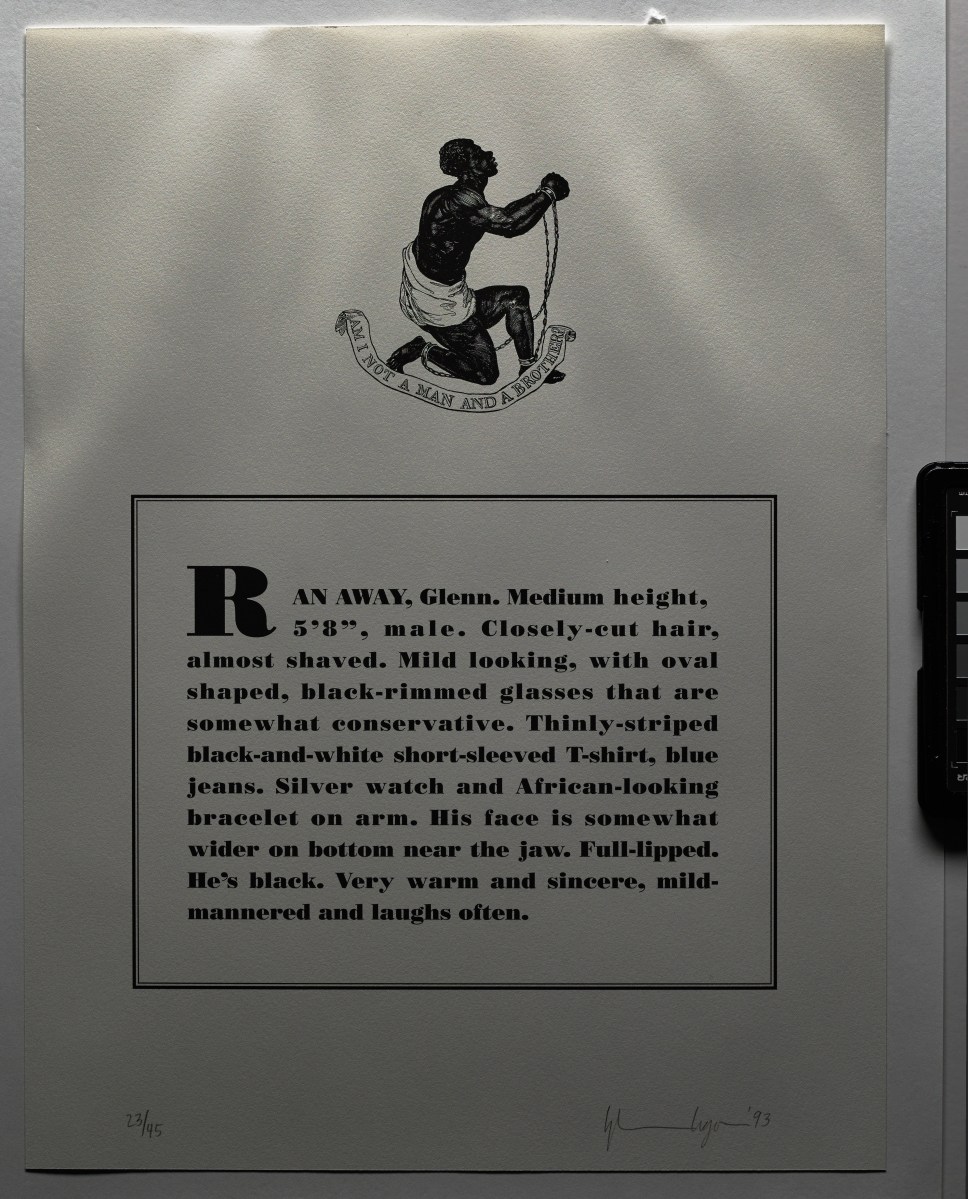 AM I NOT A MAN AND A BROTHER?
RAN AWAY, Glenn. Medium height,
5’8”, male. Closely-cut hair,
almost shaved. Mild looking, with oval
shaped, black-rimmed glasses that are
somewhat conservative. Thinly-striped
black-and-white short-sleeved T-shirt, blue
jeans. Silver watch and African-looking
bracelet on arm. His face is somewhat
wider on bottom near the jaw. Full-lipped.
He’s black. Very warm and sincere, mild-
mannered and laughs often.
23/45
Glenn Ligon '93